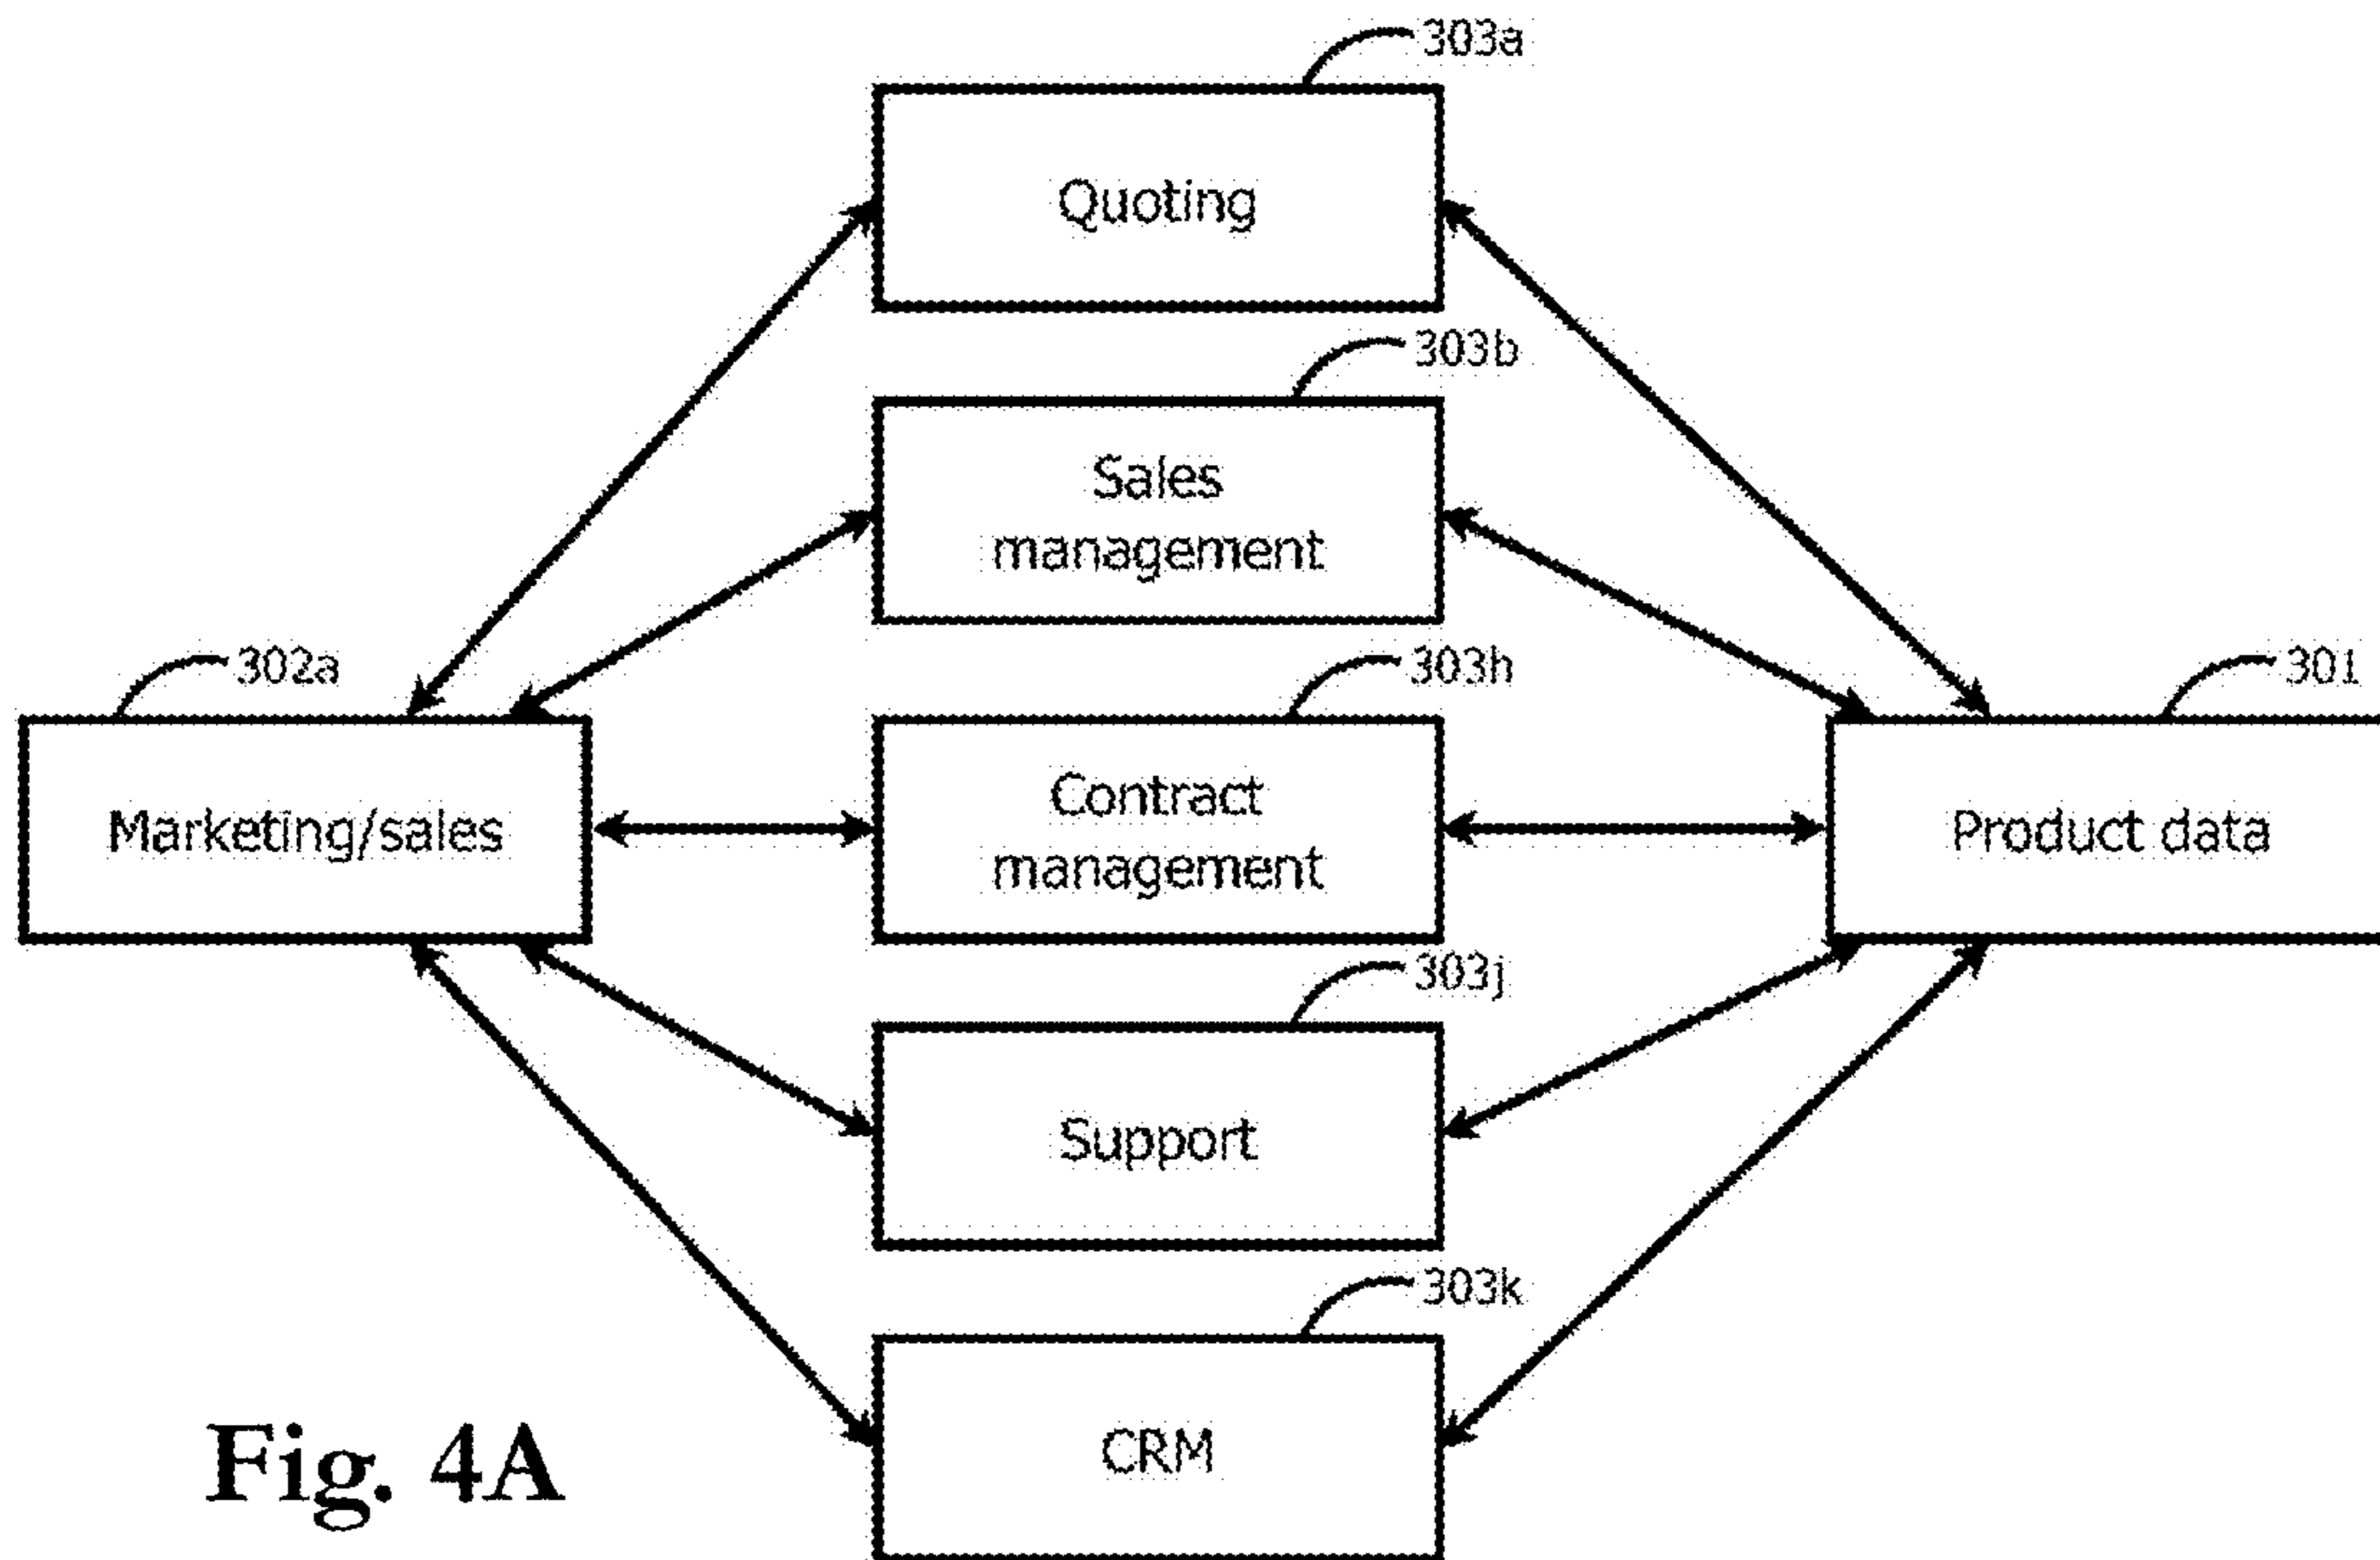 303a
Quoting
303b
Sales
management
302a
303h
301
Marketing/sales
Contract
management
Product data
303j
Support
303k
CRM
Fig. 4A